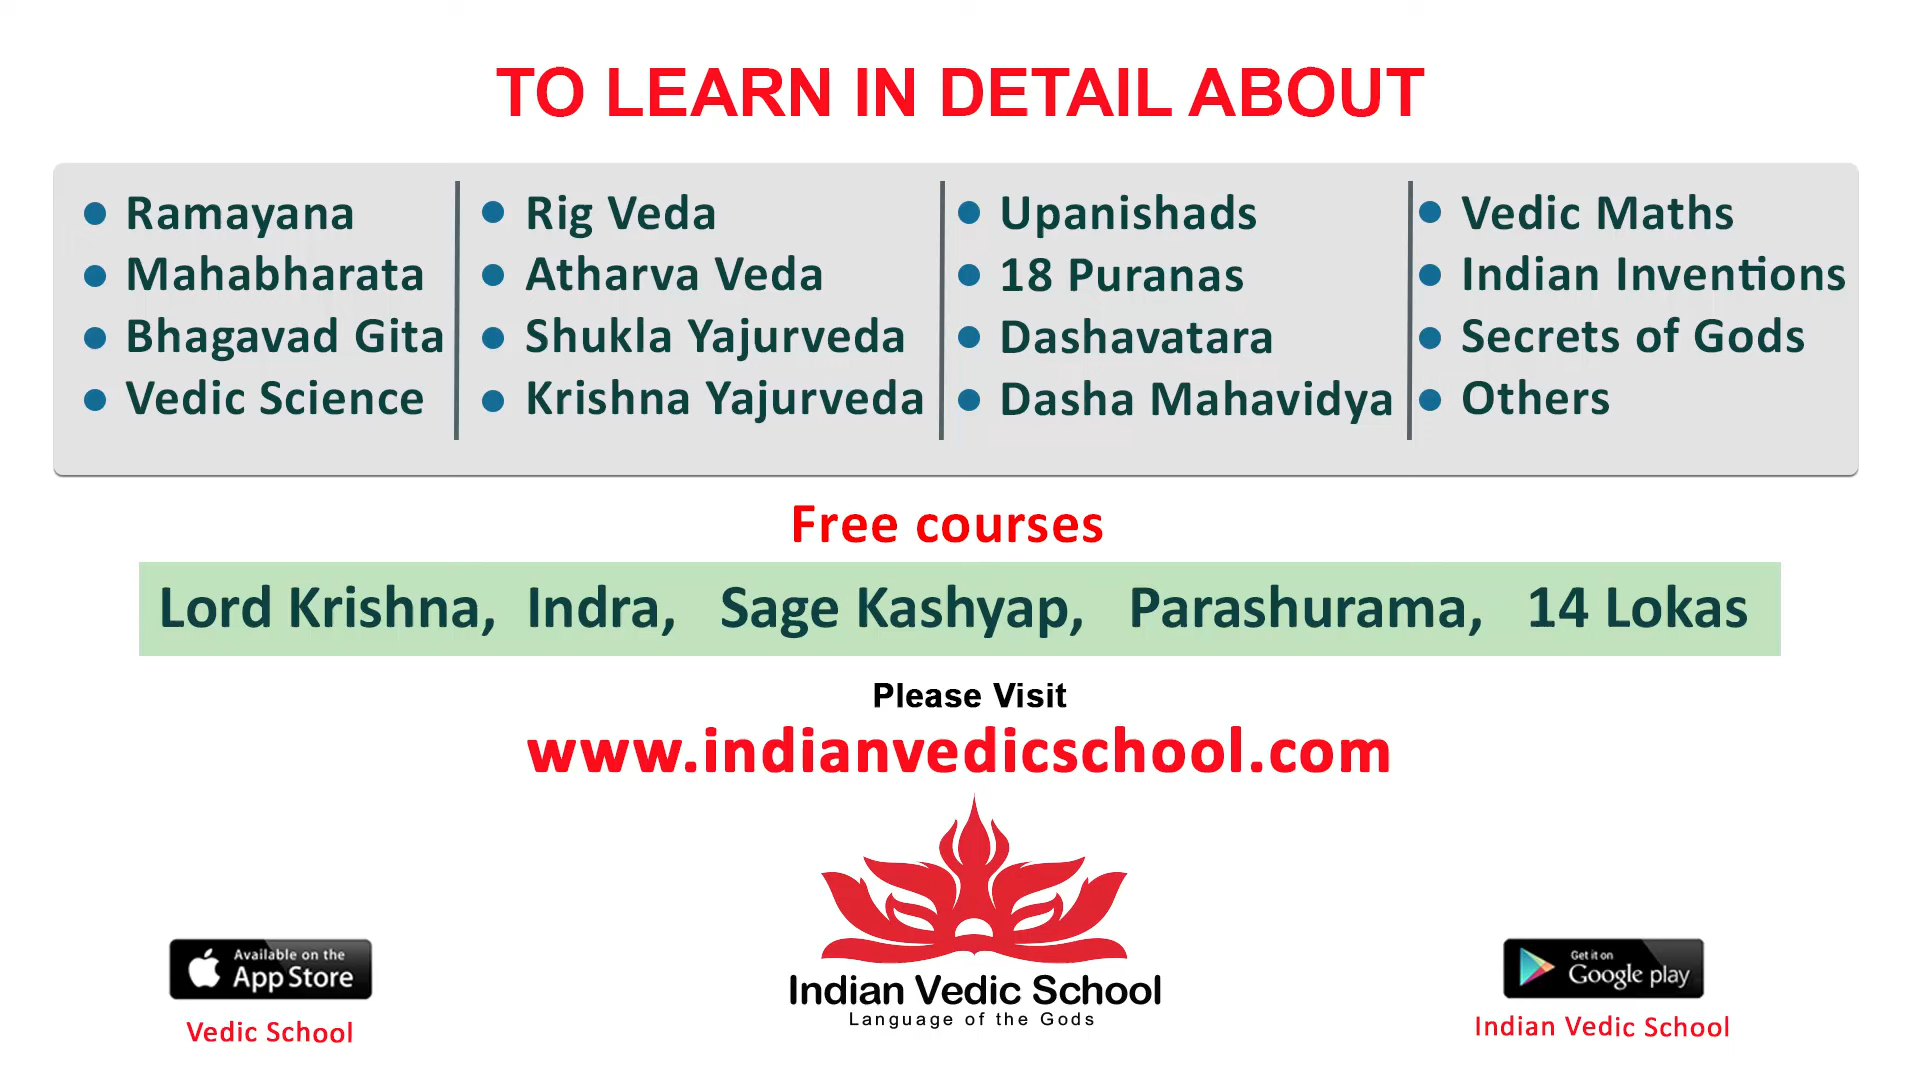 TO LEARN IN DETAIL ABOUT
Ramayana
Mahabharata
Bhagavad Gita
Vedic Science
Rig Veda
Atharva Veda
Shukla Yajurveda
Krishna Yajurveda
Upanishads
18 Puranas
Dashavatara
Dasha Mahavidya
Vedic Maths
Indian Inventions
Secrets of Gods
Others
Free courses
Lord Krishna, Indra, Sage Kashyap, Parashurama, 14 Lokas
Please Visit
www.indianvedicschool.com
Indian Vedic School
Language of the Gods
Available on the
App Store
Vedic School
Get it on
Google play
Indian Vedic School